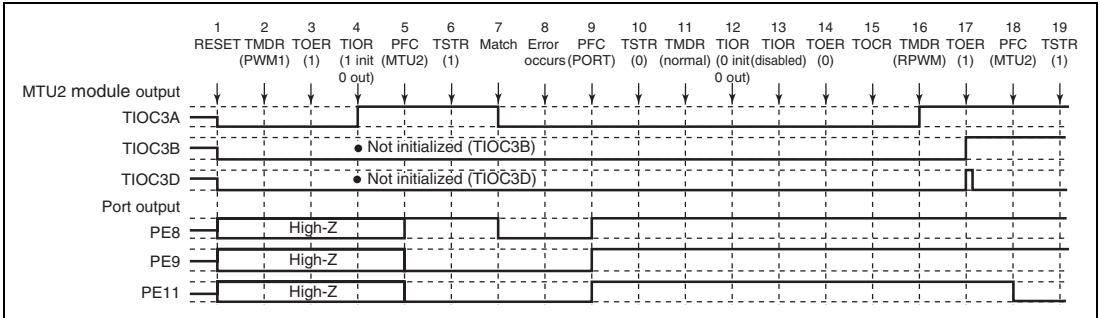 1 2 3 4 5 6 7 8 9 10 11 12 13 14 15 16 17 18 19
RESET TMDR TOER TIOR PFC TSTR Match Error PFC TSTR TMDR TIOR TIOR TOER TOCR TMDR TOER PFC TSTR
(PWM1) (1) (1 init (MTU2) (1) occurs (PORT) (0) (normal) (0 init (disabled) (0) (RPWM) (1) (MTU2) (1)
0 out) 0 out)
MTU2 module output
TIOC3A
TIOC3B • Not initialized (TIOC3B)
TIOC3D • Not initialized (TIOC3D)
Port output
PE8 High-Z
PE9 High-Z
PE11 High-Z